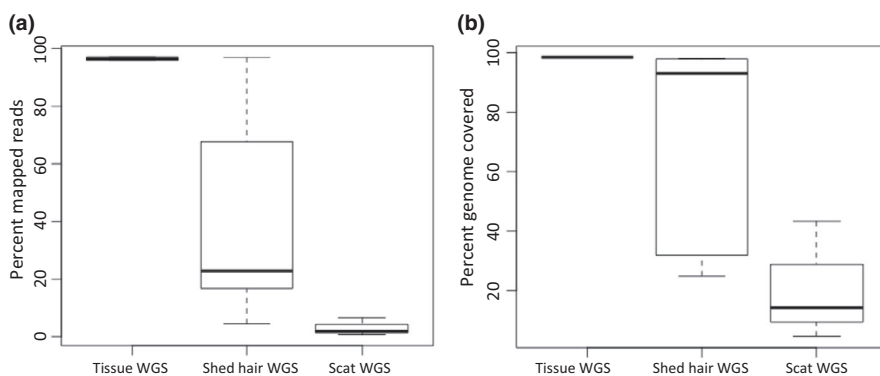 (a)
Percent mapped reads
100
80
60
40
20
0
Tissue WGS Shed hair WGS Scat WGS
(b)
Percent genome covered
100
80
60
40
20
Tissue WGS Shed hair WGS Scat WGS